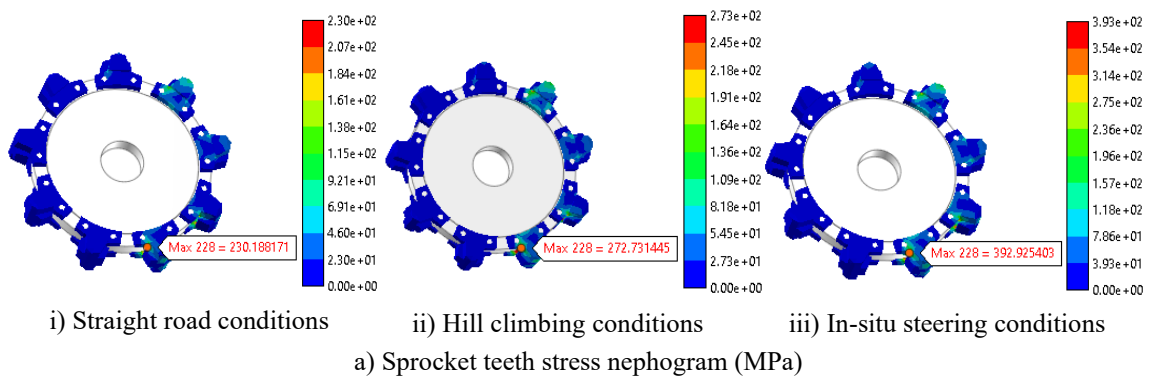 2.30e +02
2.07e +02
1.84e +02
1.61e +02
1.38e +02
1.15e +02
9.21e +01
6.91e +01
4.60e +01
2.30e +01
0.00e +00
Max 228 = 230.188171
i) Straight road conditions
2.73e +02
2.45e +02
2.18e +02
1.91e +02
1.64e +02
1.36e +02
1.09e +02
8.18e +01
5.45e +01
2.73e +01
0.00e +00
Max 228 = 272.731445
ii) Hill climbing conditions
3.93e +02
3.54e +02
3.14e +02
2.75e +02
2.36e +02
1.96e +02
1.57e +02
1.18e +02
7.86e +01
3.93e +01
0.00e +00
Max 228 = 392.925403
iii) In-situ steering conditions
a) Sprocket teeth stress nephogram (MPa)